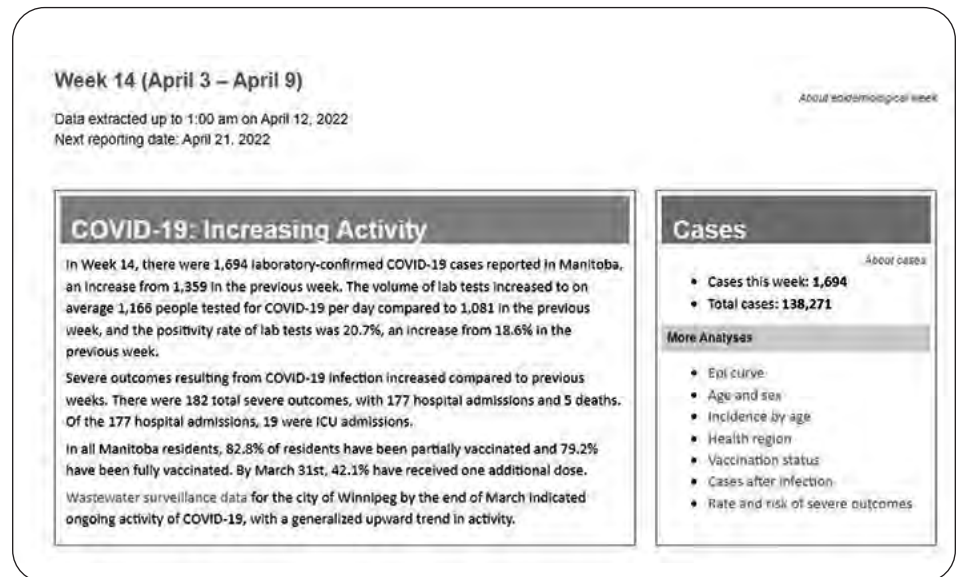 Week 14 (April 3 – April 9)
About epidemiological week
Data extracted up to 1:00 am on April 12, 2022
Next reporting date: April 21, 2022
COVID-19: Increasing Activity
In Week 14, there were 1,694 laboratory-confirmed COVID-19 cases reported in Manitoba,
an increase from 1,359 in the previous week. The volume of lab tests increased to on
average 1,166 people tested for COVID-19 per day compared to 1,081 in the previous
week, and the positivity rate of lab tests was 20.7%, an increase from 18.6% in the
previous week.
Severe outcomes resulting from COVID-19 infection increased compared to previous
weeks. There were 182 total severe outcomes, with 177 hospital admissions and 5 deaths.
Of the 177 hospital admissions, 19 were ICU admissions.
In all Manitoba residents, 82.8% of residents have been partially vaccinated and 79.2%
have been fully vaccinated. By March 31st, 42.1% have received one additional dose.
Wastewater surveillance data for the city of Winnipeg by the end of March indicated
ongoing activity of COVID-19, with a generalized upward trend in activity.
Cases
About cases
• Cases this week: 1,694
• Total cases: 138,271
More Analyses
• Epi curve
• Age and sex
• Incidence by age
• Health region
• Vaccination status
• Cases after infection
• Rate and risk of severe outcomes